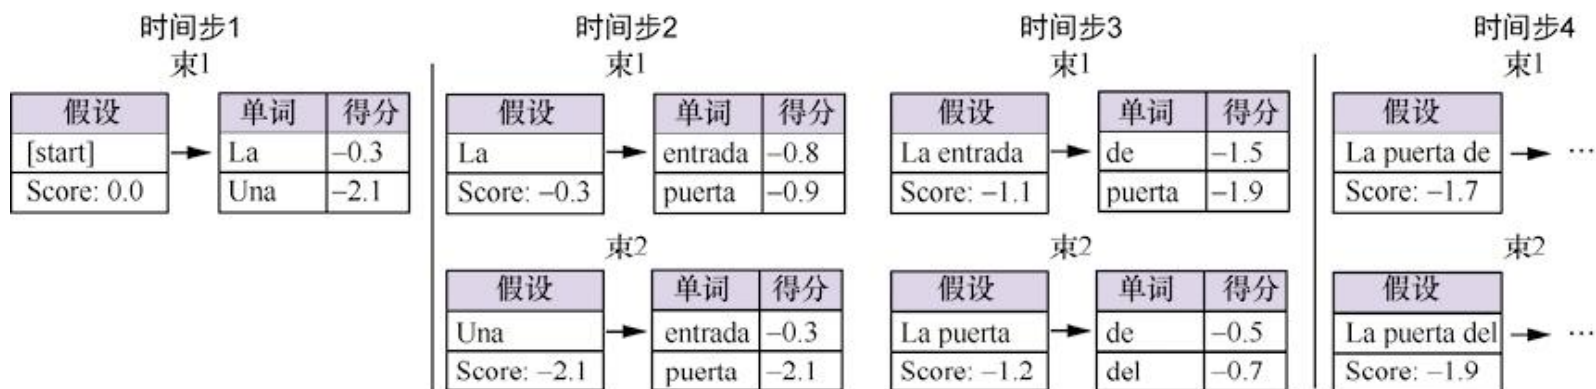 时间步1
束1
假设
[start]
Score: 0.0
单词 得分
La –0.3
Una –2.1
时间步2
束1
假设
La
Score: –0.3
单词 得分
entrada –0.8
puerta –0.9
束2
假设
Una
Score: –2.1
单词 得分
entrada –0.3
puerta –2.1
时间步3
束1
假设
La entrada
Score: –1.1
单词 得分
de –1.5
puerta –1.9
束2
假设
La puerta
Score: –1.2
单词 得分
de –0.5
del –0.7
时间步4
束1
假设
La puerta de
Score: –1.7
...
束2
假设
La puerta del
Score: –1.9
...